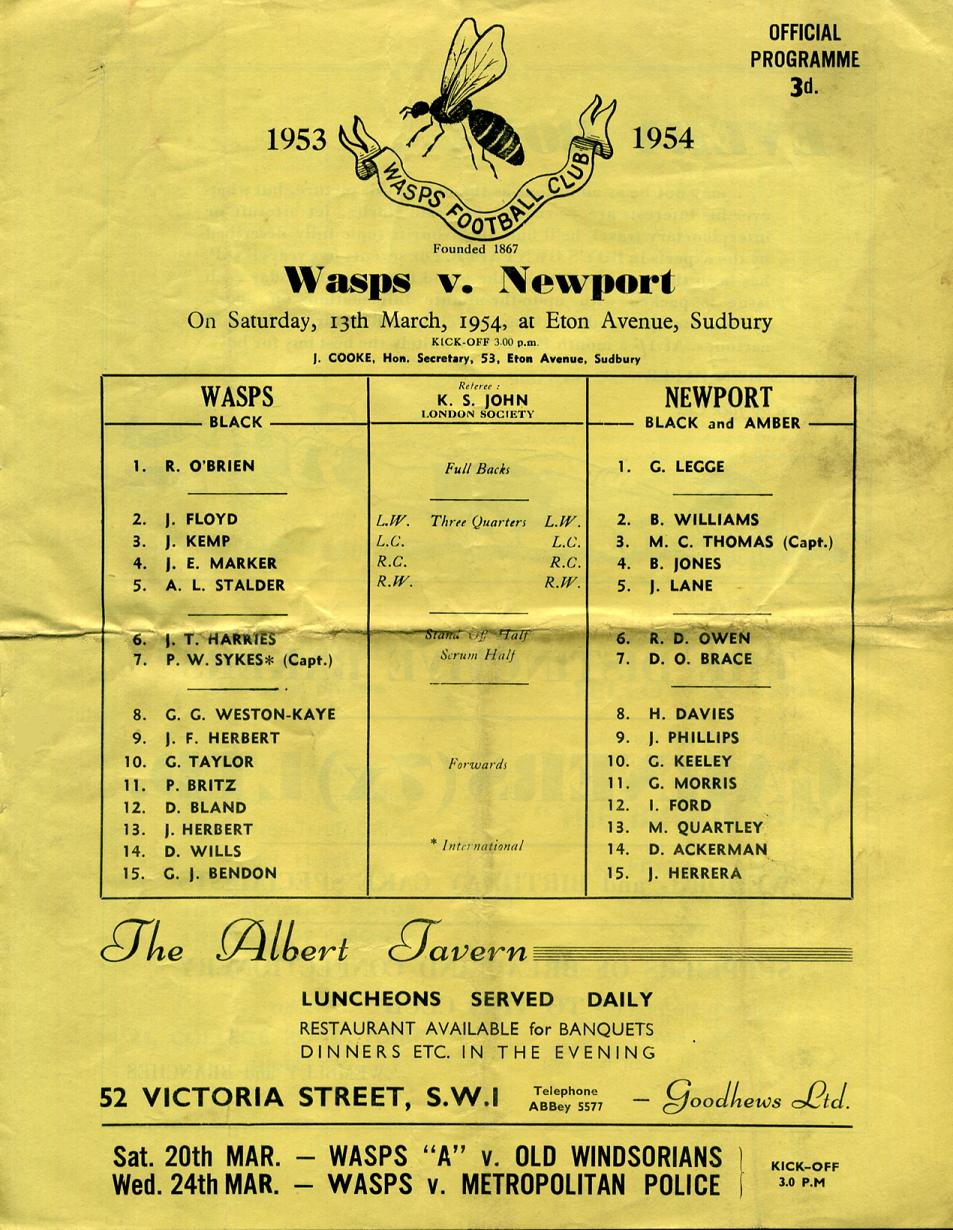 OFFICIAL
PROGRAMME
3d.
1953 1954
WASPS FOOTBALL CLUB
Founded 1867
Wasps v. Newport
On Saturday, 13th March, 1954, at Eton Avenue, Sudbury
KICK-OFF 3.00 p.m.
J. COOKE, Hon. Secretary, 53, Eton Avenue, Sudbury
WASPS Referee : NEWPORT
K. S. JOHN
BLACK LONDON SOCIETY BLACK and AMBER
1. R. O'BRIEN Full Backs 1. G. LEGGE
2. J. FLOYD L.W. Three Quarters L.W. 2. B. WILLIAMS
3. J. KEMP L.C. L.C. 3. M. C. THOMAS (Capt.)
4. J. E. MARKER R.C. R.C. 4. B. JONES
5. A. L. STALDER R.W. R.W. 5. J. LANE
6. J. T. HARRIES Stand Off Half 6. R. D. OWEN
7. P. W. SYKES* (Capt.) Scrum Half 7. D. O. BRACE
8. G. G. WESTON-KAYE 8. H. DAVIES
9. J. F. HERBERT 9. J. PHILLIPS
10. G. TAYLOR Forwards 10. G. KEELEY
11. P. BRITZ 11. G. MORRIS
12. D. BLAND 12. I. FORD
13. J. HERBERT 13. M. QUARTLEY
14. D. WILLS * International 14. D. ACKERMAN
15. G. J. BENDON 15. J. HERRERA
The Albert Tavern
LUNCHEONS SERVED DAILY
RESTAURANT AVAILABLE for BANQUETS
DINNERS ETC. IN THE EVENING
52 VICTORIA STREET, S.W.1 Telephone ABBey 5577 — Goodhews Ltd.
Sat. 20th MAR. — WASPS "A" v. OLD WINDSORIANS
Wed. 24th MAR. — WASPS v. METROPOLITAN POLICE
KICK-OFF
3.0 P.M